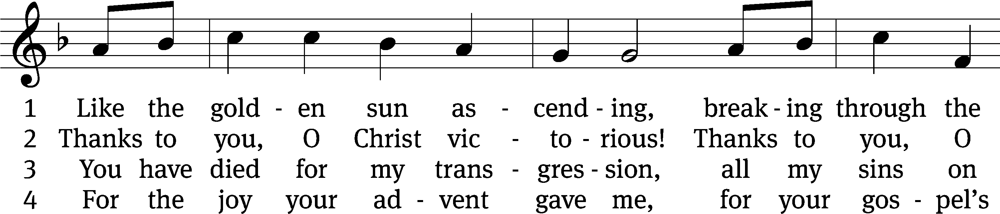 1 Like the gold - en sun as - cend - ing, break - ing through the
2 Thanks to you, O Christ vic - to - rious! Thanks to you, O
3 You have died for my trans - gres - sion, all my sins on
4 For the joy your ad - vent gave me, for your gos - pel’s